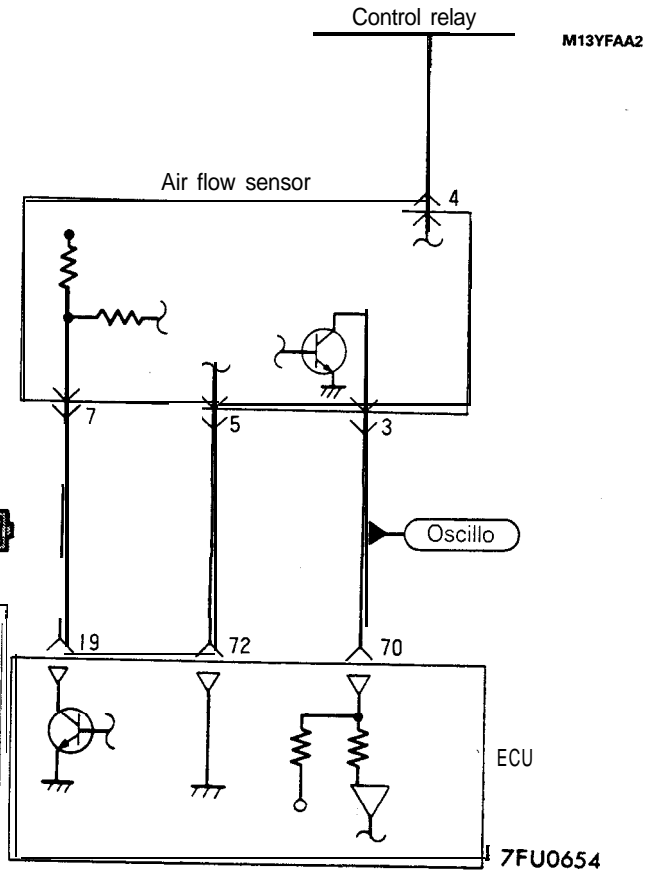 Control relay
M13YFAA2
Air flow sensor
4
7
5
3
Oscillo
19
72
70
ECU
7FU0654